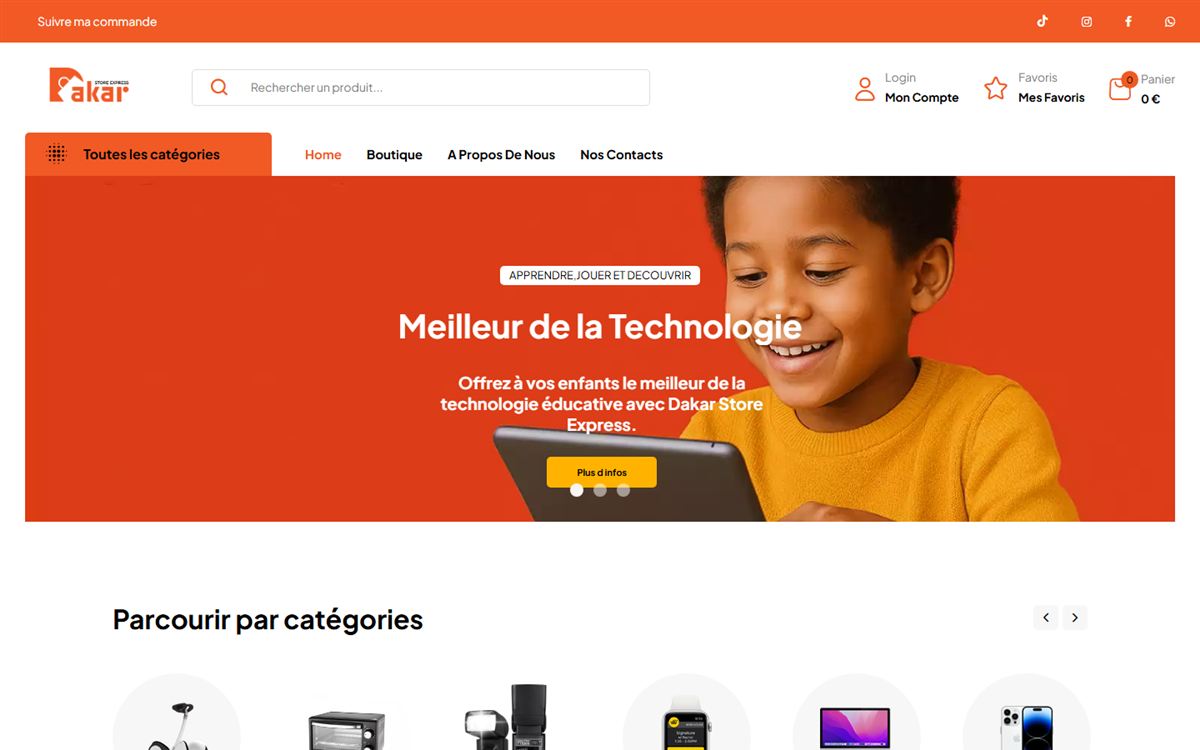 Suivre ma commande
STORE EXPRESS
Dakar
Rechercher un produit...
Login
Mon Compte
Favoris
Mes Favoris
0
Panier
0 €
Toutes les catégories
Home
Boutique
A Propos De Nous
Nos Contacts
APPRENDRE,JOUER ET DECOUVRIR
Meilleur de la Technologie
Offrez à vos enfants le meilleur de la
technologie éducative avec Dakar Store
Express.
Plus d infos
Parcourir par catégories